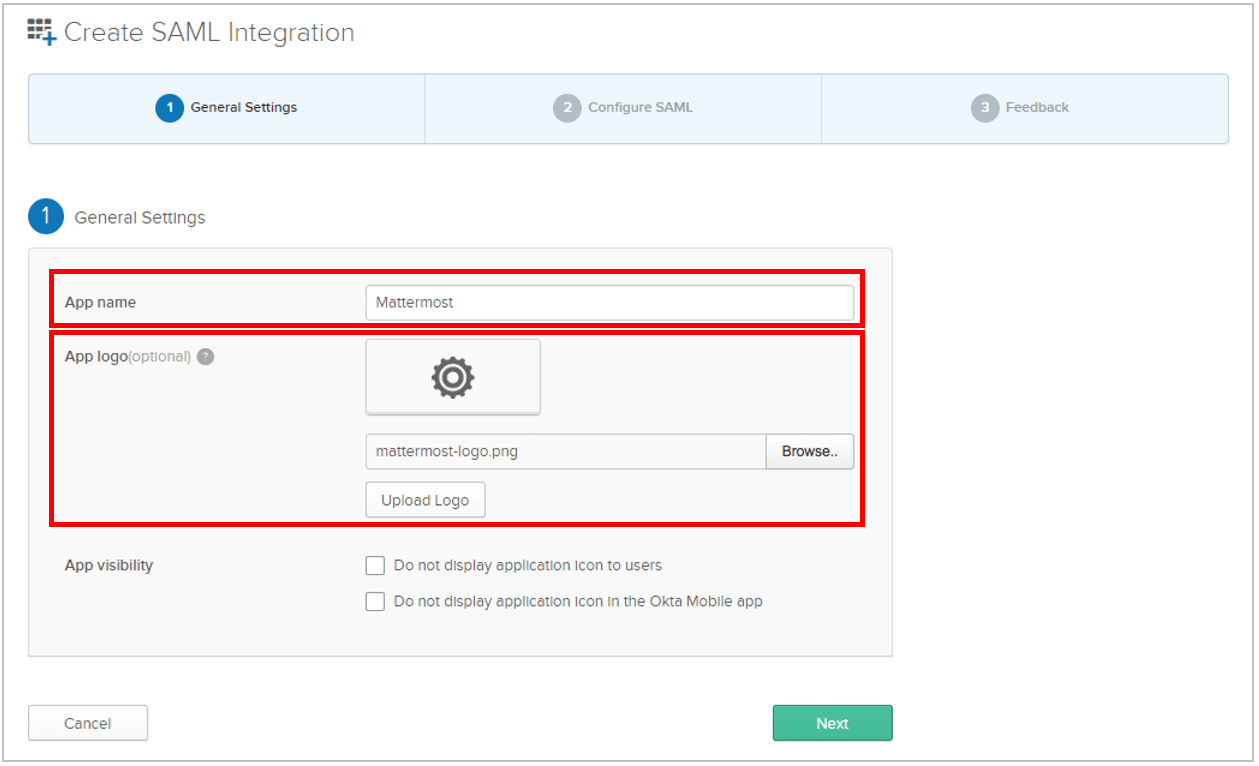 Create SAML Integration
1 General Settings
2 Configure SAML
3 Feedback
1 General Settings
App name
Mattermost
App logo(optional) ?
mattermost-logo.png
Browse..
Upload Logo
App visibility
Do not display application icon to users
Do not display application icon in the Okta Mobile app
Cancel
Next